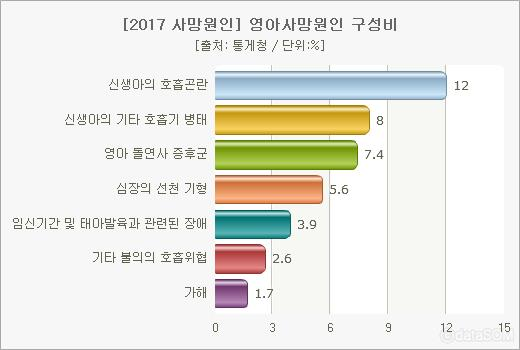 [2017 사망원인] 영아사망원인 구성비
[출처: 통계청 / 단위:%]
신생아의 호흡곤란 12
신생아의 기타 호흡기 병태 8
영아 돌연사 증후군 7.4
심장의 선천 기형 5.6
임신기간 및 태아발육과 관련된 장애 3.9
기타 불의의 호흡위협 2.6
가해 1.7
0 3 6 9 12 15
dataSOM